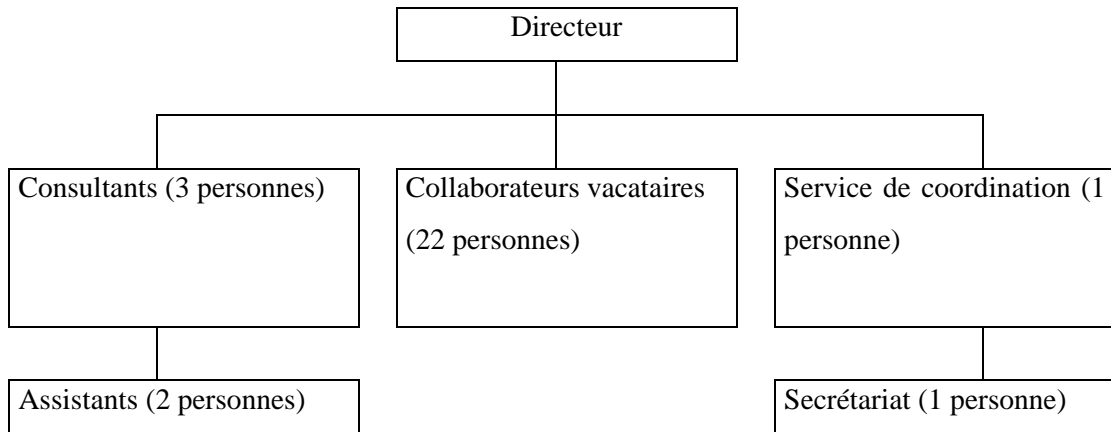 Directeur
Consultants (3 personnes)
Collaborateurs vacataires
(22 personnes)
Service de coordination (1
personne)
Assistants (2 personnes)
Secrétariat (1 personne)